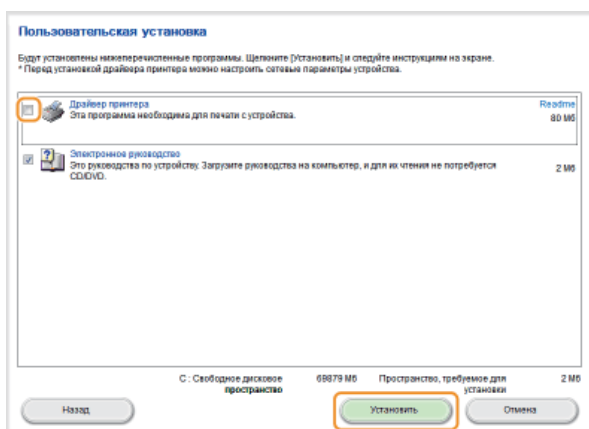 Пользовательская установка
Будут установлены нижеперечисленные программы. Щелкните [Установить] и следуйте инструкциям на экране.
* Перед установкой драйвера принтера можно настроить сетевые параметры устройства.
Драйвер принтера Readme
Эта программа необходима для печати с устройства. 80 Мб
Электронное руководство
Это руководства по устройству. Загрузите руководства на компьютер, и для их чтения не потребуется 2 Мб
CD/DVD.
C : Свободное дисковое 69879 Мб Пространство, требуемое для 2 Мб
пространство установки
Назад Установить Отмена